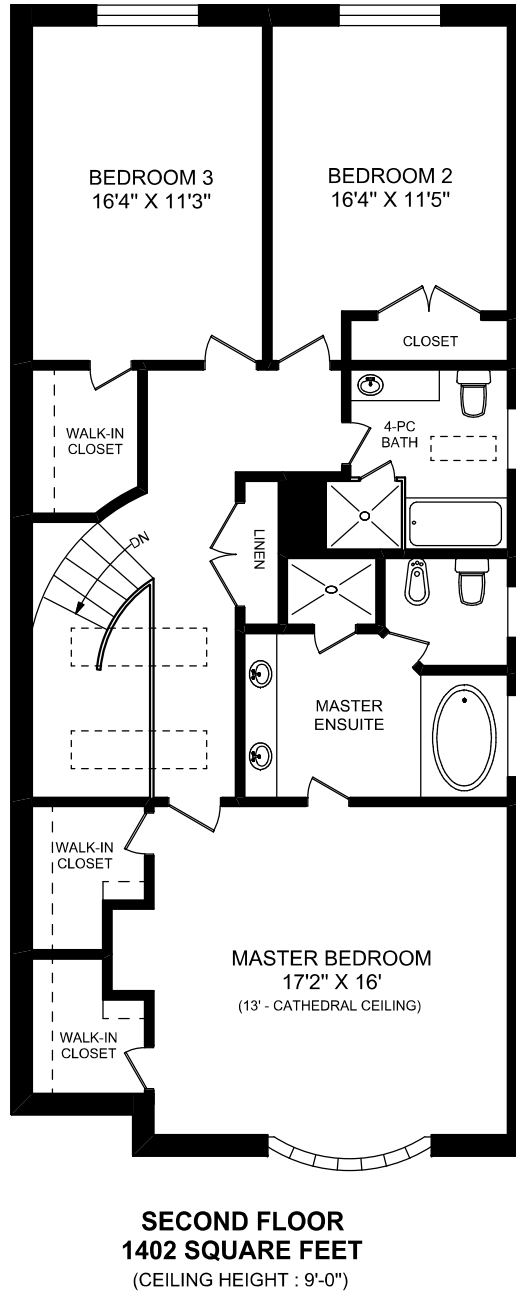 BEDROOM 3
16'4" X 11'3"
BEDROOM 2
16'4" X 11'5"
CLOSET
WALK-IN
CLOSET
4-PC
BATH
LINEN
DN
MASTER
ENSUITE
WALK-IN
CLOSET
MASTER BEDROOM
17'2" X 16'
(13' - CATHEDRAL CEILING)
WALK-IN
CLOSET
SECOND FLOOR
1402 SQUARE FEET
(CEILING HEIGHT : 9'-0")